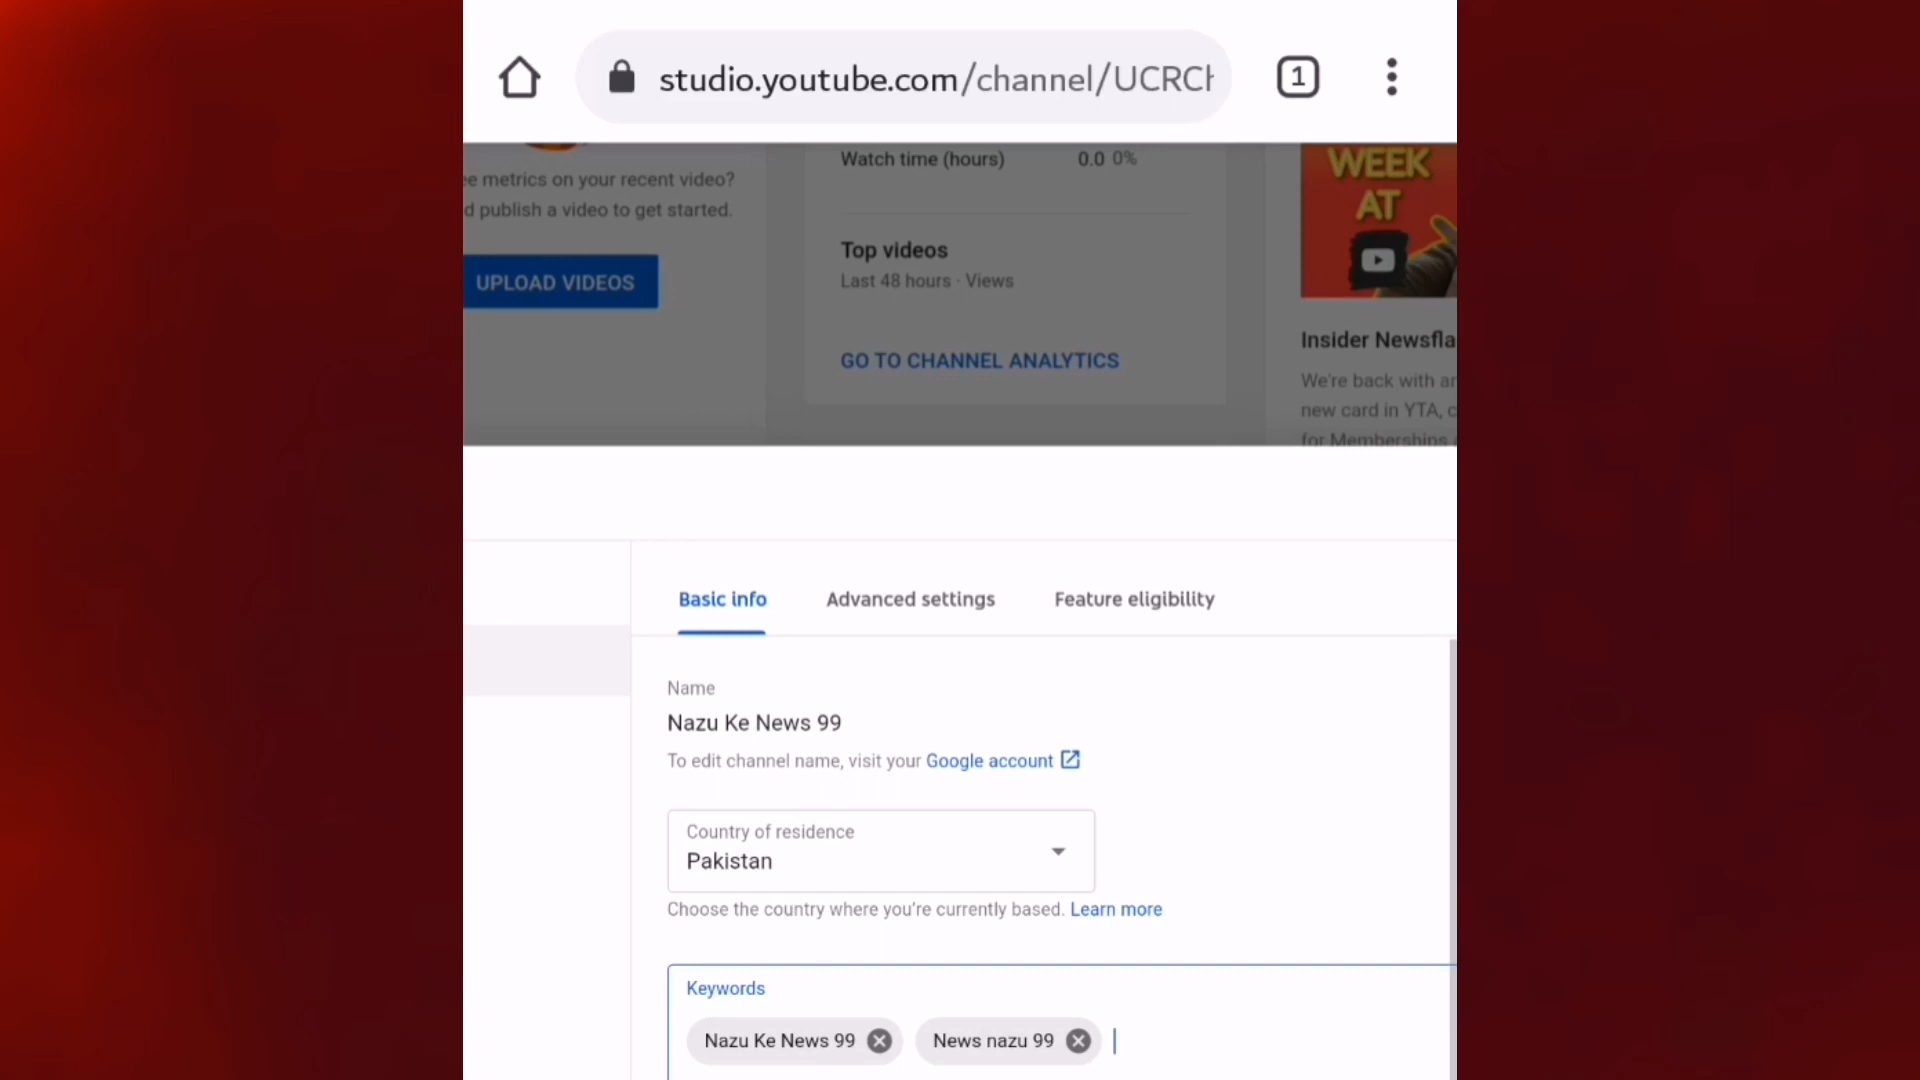 studio.youtube.com/channel/UCRCh
Watch time (hours) 0.0 0%
ee metrics on your recent video?
d publish a video to get started.
UPLOAD VIDEOS
Top videos
Last 48 hours · Views
GO TO CHANNEL ANALYTICS
WEEK
AT
Insider Newsfla
We're back with an
new card in YTA, c
for Memberships
Basic info Advanced settings Feature eligibility
Name
Nazu Ke News 99
To edit channel name, visit your Google account
Country of residence
Pakistan
Choose the country where you're currently based. Learn more
Keywords
Nazu Ke News 99 News nazu 99
1